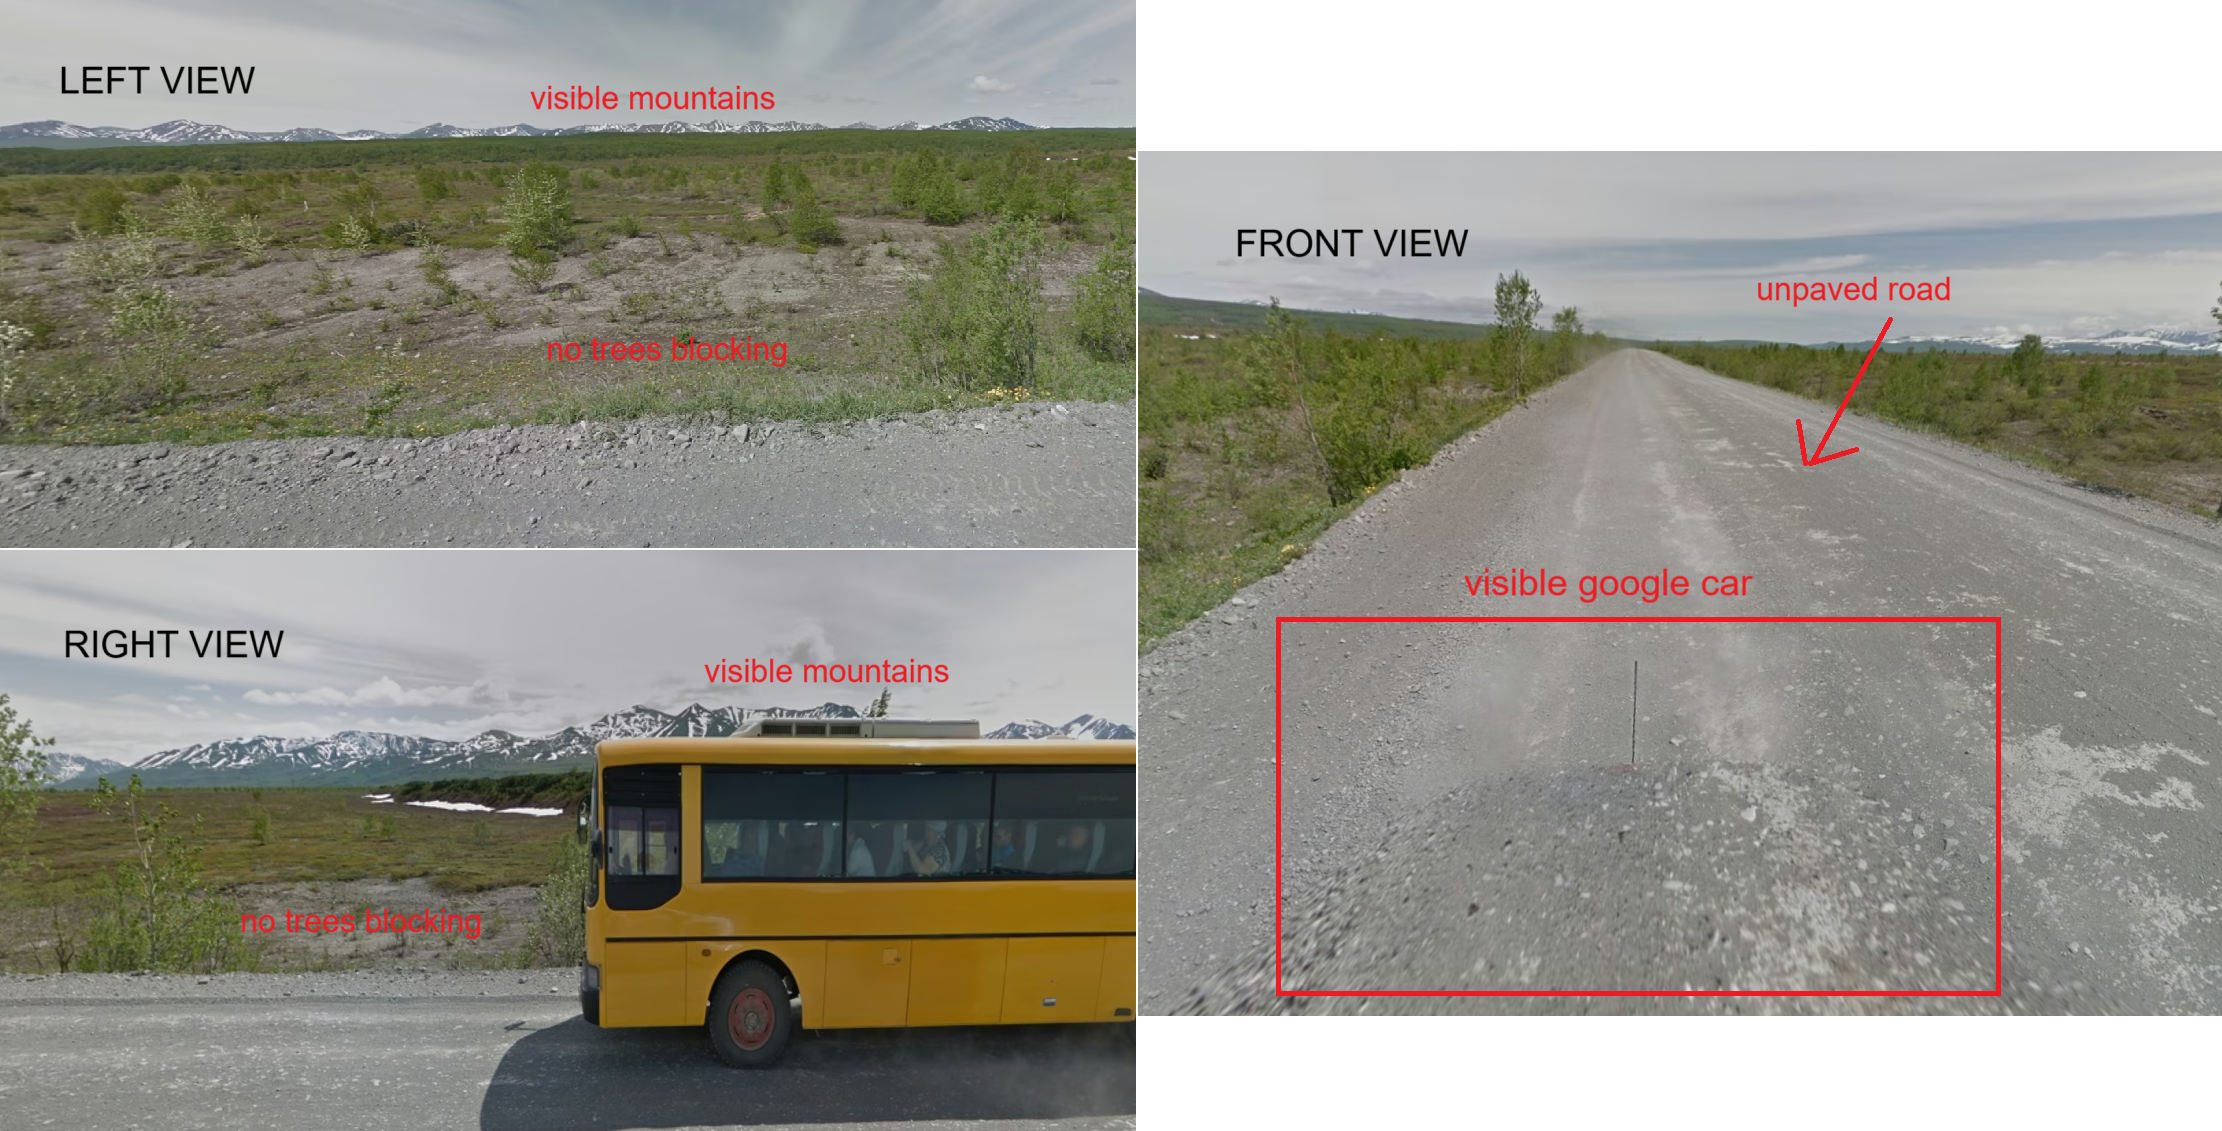 LEFT VIEW
visible mountains
no trees blocking
RIGHT VIEW
visible mountains
no trees blocking
FRONT VIEW
unpaved road
visible google car